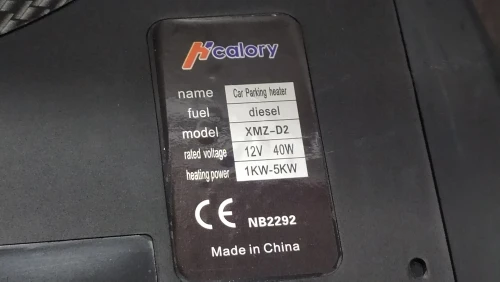 Hcalory
name Car Parking heater
fuel diesel
model XMZ-D2
rated voltage 12V 40W
heating power 1KW-5KW
CE NB2292
Made in China